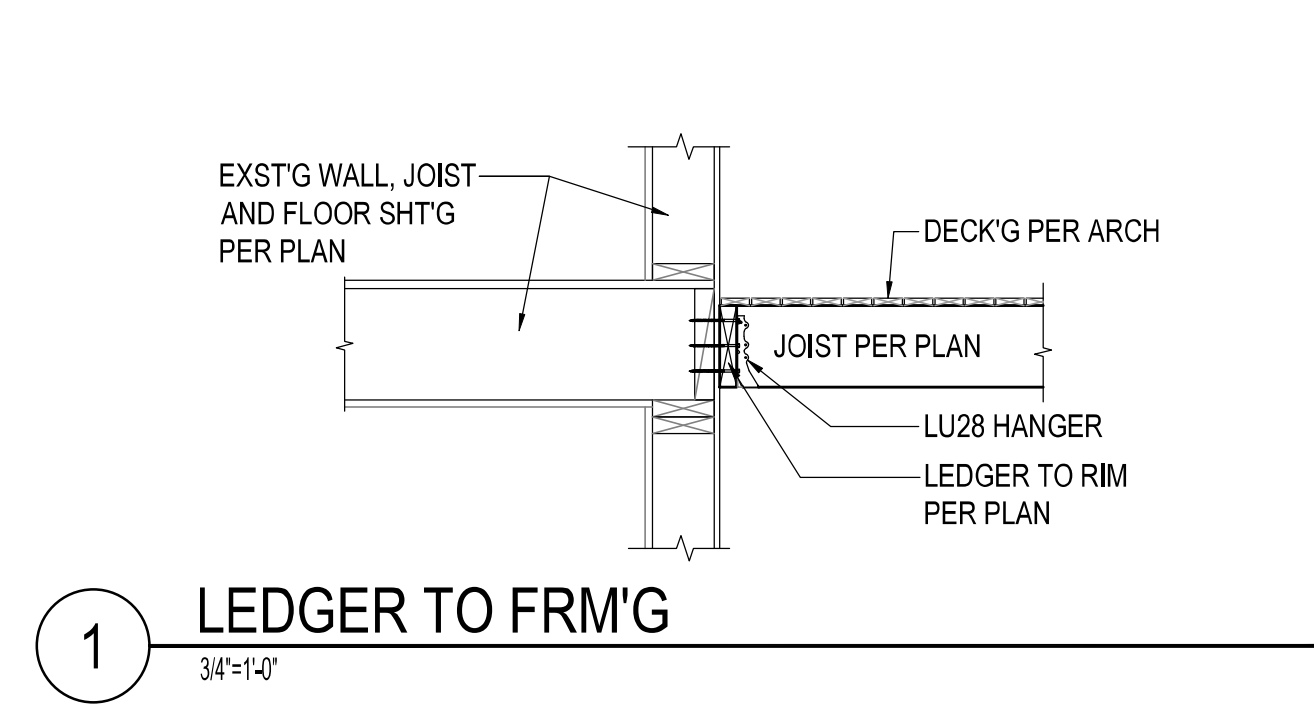 EXST'G WALL, JOIST
AND FLOOR SHT'G
PER PLAN
DECK'G PER ARCH
JOIST PER PLAN
LU28 HANGER
LEDGER TO RIM
PER PLAN
1
LEDGER TO FRM'G
3/4"=1'-0"